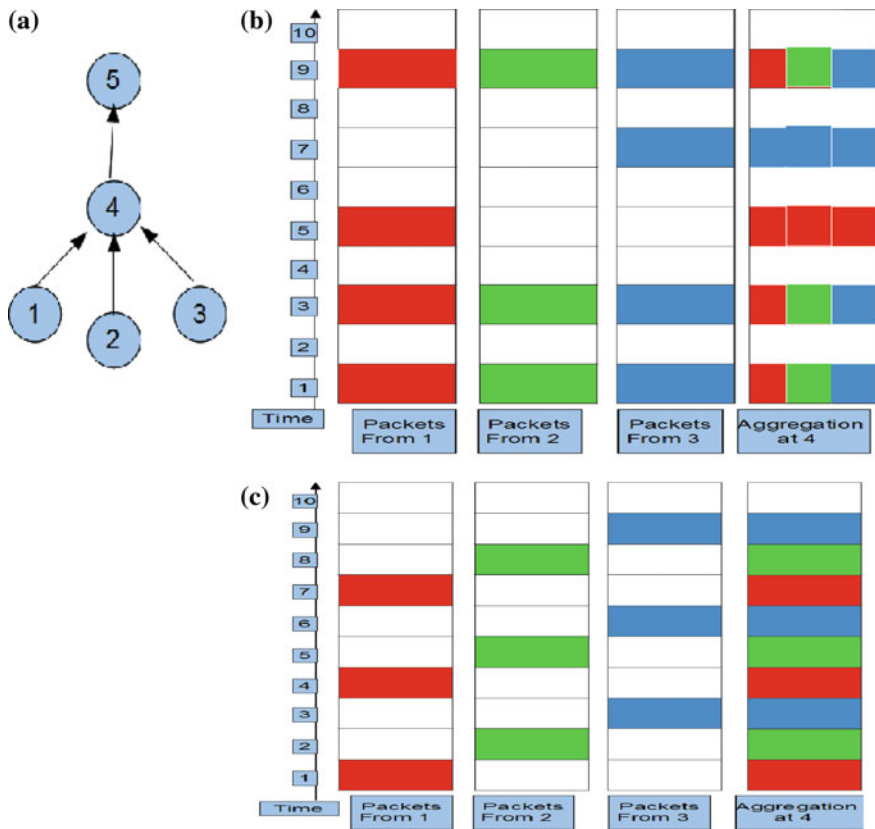 (a)
5
4
1
2
3
(b)
10
9
8
7
6
5
4
3
2
1
Time
Packets
From 1
Packets
From 2
Packets
From 3
Aggregation
at 4
(c)
10
9
8
7
6
5
4
3
2
1
Time
Packets
From 1
Packets
From 2
Packets
From 3
Aggregation
at 4